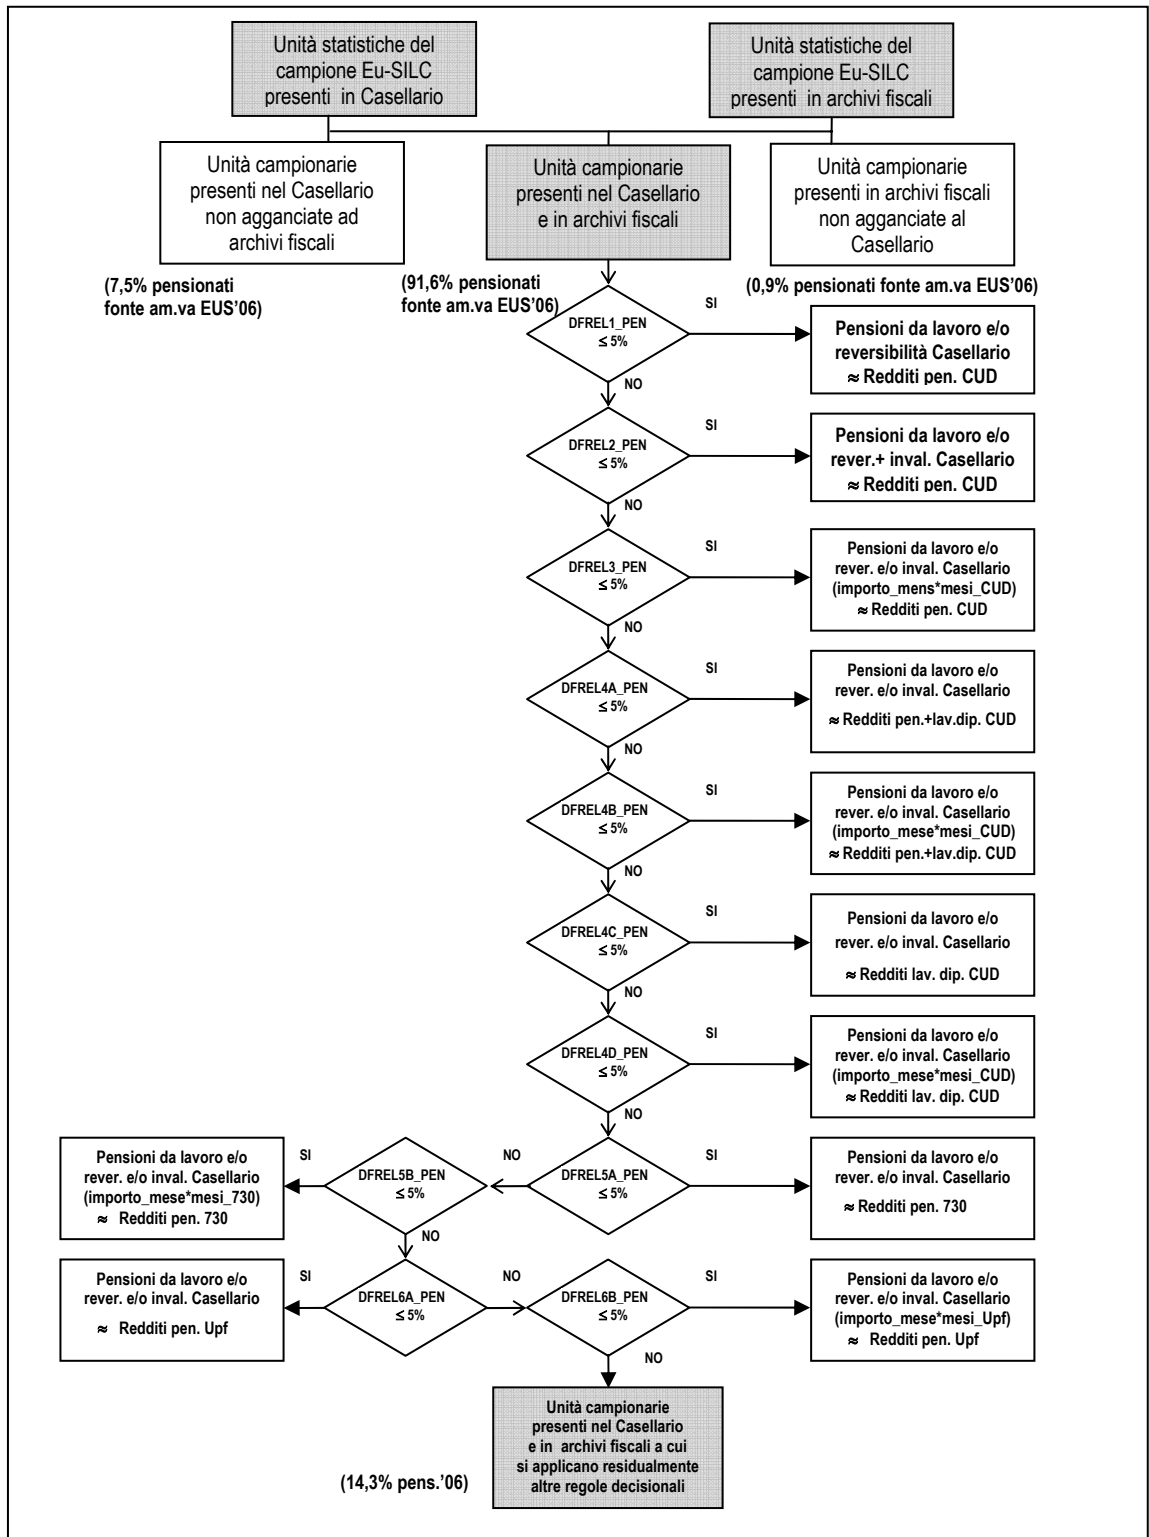 Unità statistiche del
campione Eu-SILC
presenti  in Casellario
Unità statistiche del
campione Eu-SILC
presenti  in archivi fiscali
Unità campionarie
presenti nel Casellario
non agganciate ad
archivi fiscali
Unità campionarie
presenti nel Casellario
e in archivi fiscali
Unità campionarie
presenti in archivi fiscali
non agganciate al
Casellario
(7,5% pensionati
fonte am.va EUS'06)
(91,6% pensionati
fonte am.va EUS'06)
(0,9% pensionati fonte am.va EUS'06)
DFREL1_PEN
≤ 5%
SI
Pensioni da lavoro e/o
reversibilità Casellario
≈ Redditi pen. CUD
NO
DFREL2_PEN
≤ 5%
SI
Pensioni da lavoro e/o
rever.+ inval. Casellario
≈ Redditi pen. CUD
NO
DFREL3_PEN
≤ 5%
SI
Pensioni da lavoro e/o
rever. e/o inval. Casellario
(importo_mens*mesi_CUD)
≈ Redditi pen. CUD
NO
DFREL4A_PEN
≤ 5%
SI
Pensioni da lavoro e/o
rever. e/o inval. Casellario
≈ Redditi pen.+lav.dip. CUD
NO
DFREL4B_PEN
≤ 5%
SI
Pensioni da lavoro e/o
rever. e/o inval. Casellario
(importo_mese*mesi_CUD)
≈ Redditi pen.+lav.dip. CUD
NO
DFREL4C_PEN
≤ 5%
SI
Pensioni da lavoro e/o
rever. e/o inval. Casellario
≈ Redditi lav. dip. CUD
NO
DFREL4D_PEN
≤ 5%
SI
Pensioni da lavoro e/o
rever. e/o inval. Casellario
(importo_mese*mesi_CUD)
≈ Redditi lav. dip. CUD
NO
Pensioni da lavoro e/o
rever. e/o inval. Casellario
(importo_mese*mesi_730)
≈ Redditi pen. 730
SI
DFREL5B_PEN
≤ 5%
NO
DFREL5A_PEN
≤ 5%
SI
Pensioni da lavoro e/o
rever. e/o inval. Casellario
≈ Redditi pen. 730
NO
Pensioni da lavoro e/o
rever. e/o inval. Casellario
≈ Redditi pen. Upf
SI
DFREL6A_PEN
≤ 5%
NO
DFREL6B_PEN
≤ 5%
SI
Pensioni da lavoro e/o
rever. e/o inval. Casellario
(importo_mese*mesi_Upf)
≈ Redditi pen. Upf
NO
Unità campionarie
presenti nel Casellario
e in  archivi fiscali a cui
si applicano residualmente
altre regole decisionali
(14,3% pens.'06)